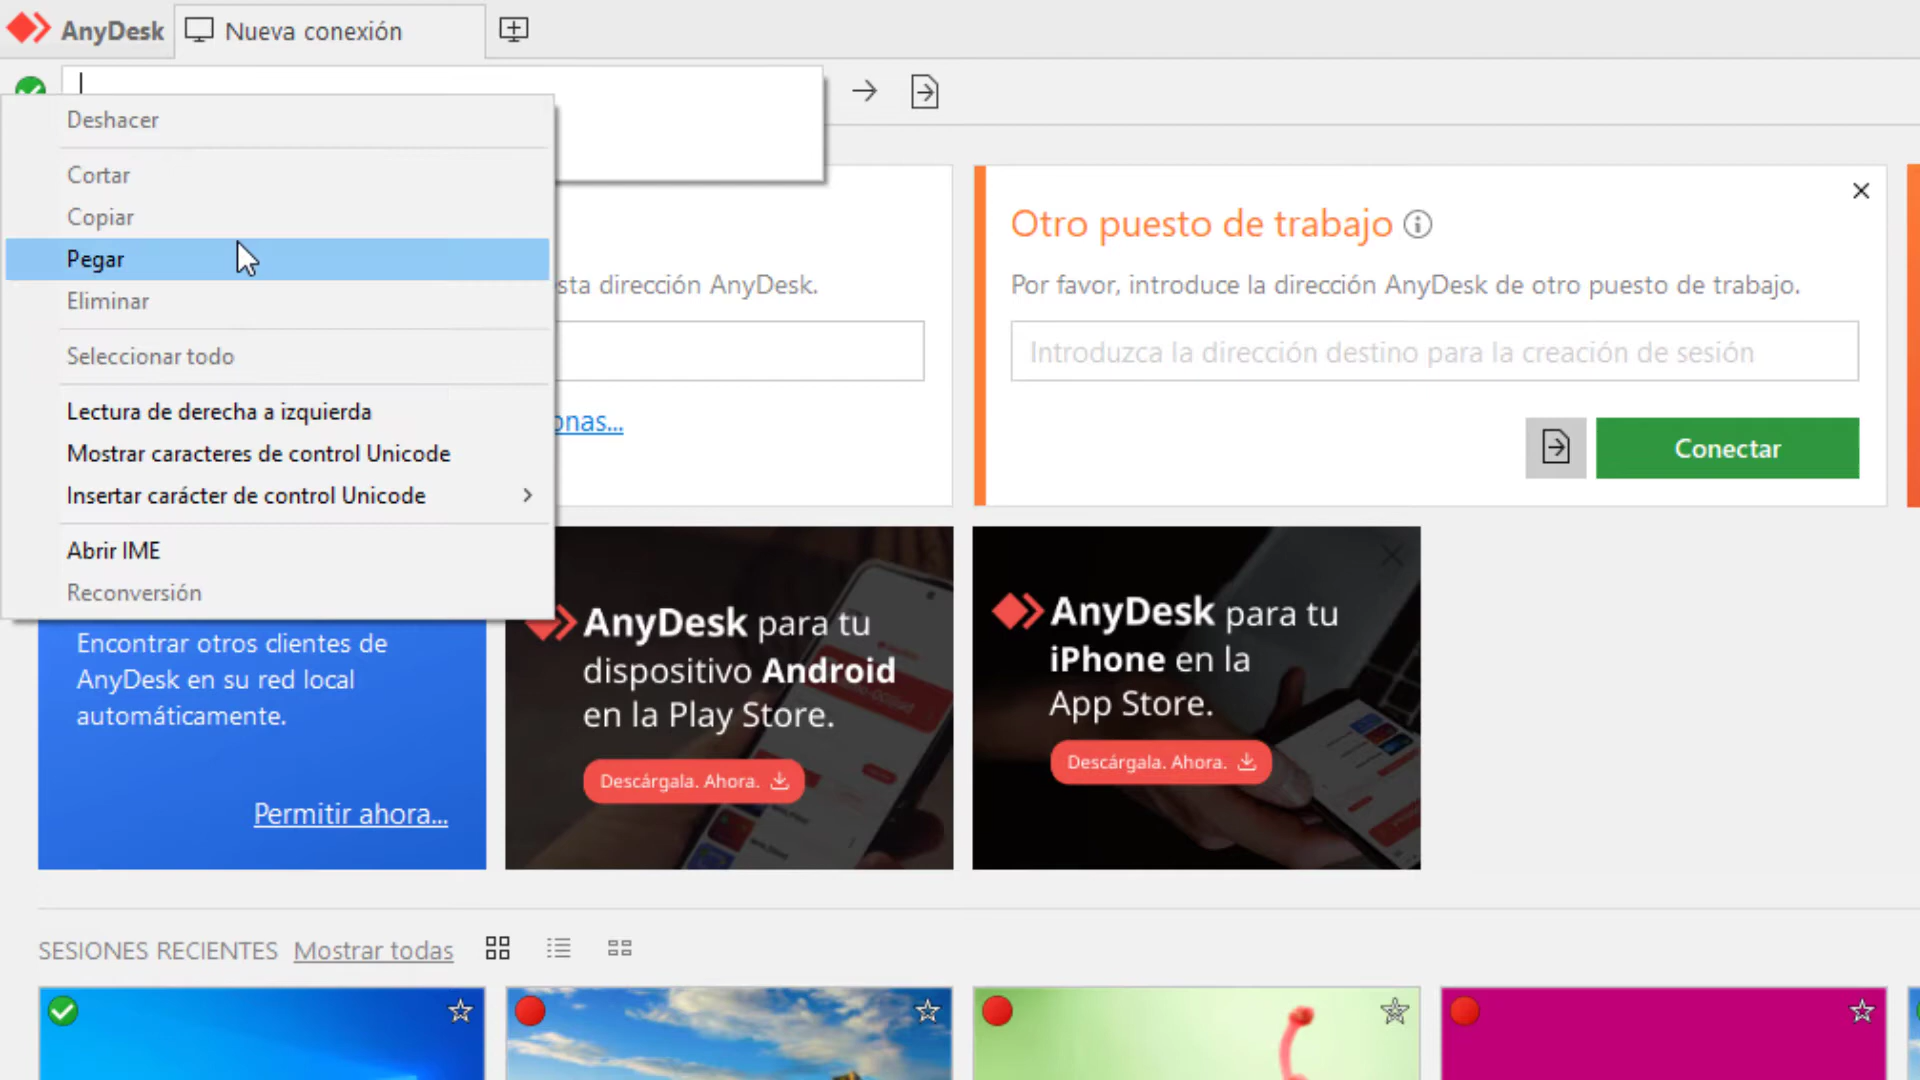 AnyDesk
Nueva conexión
Deshacer
Cortar
Copiar
Pegar
Eliminar
Seleccionar todo
Lectura de derecha a izquierda
Mostrar caracteres de control Unicode
Insertar carácter de control Unicode
Abrir IME
Reconversión
dirección AnyDesk.
Otro puesto de trabajo
Por favor, introduce la dirección AnyDesk de otro puesto de trabajo.
Introduzca la dirección destino para la creación de sesión
Conectar
Encontrar otros clientes de
AnyDesk en su red local
automáticamente.
Permitir ahora...
AnyDesk para tu
dispositivo Android
en la Play Store.
Descárgala. Ahora.
AnyDesk para tu
iPhone en la
App Store.
Descárgala. Ahora.
SESIONES RECIENTES Mostrar todas